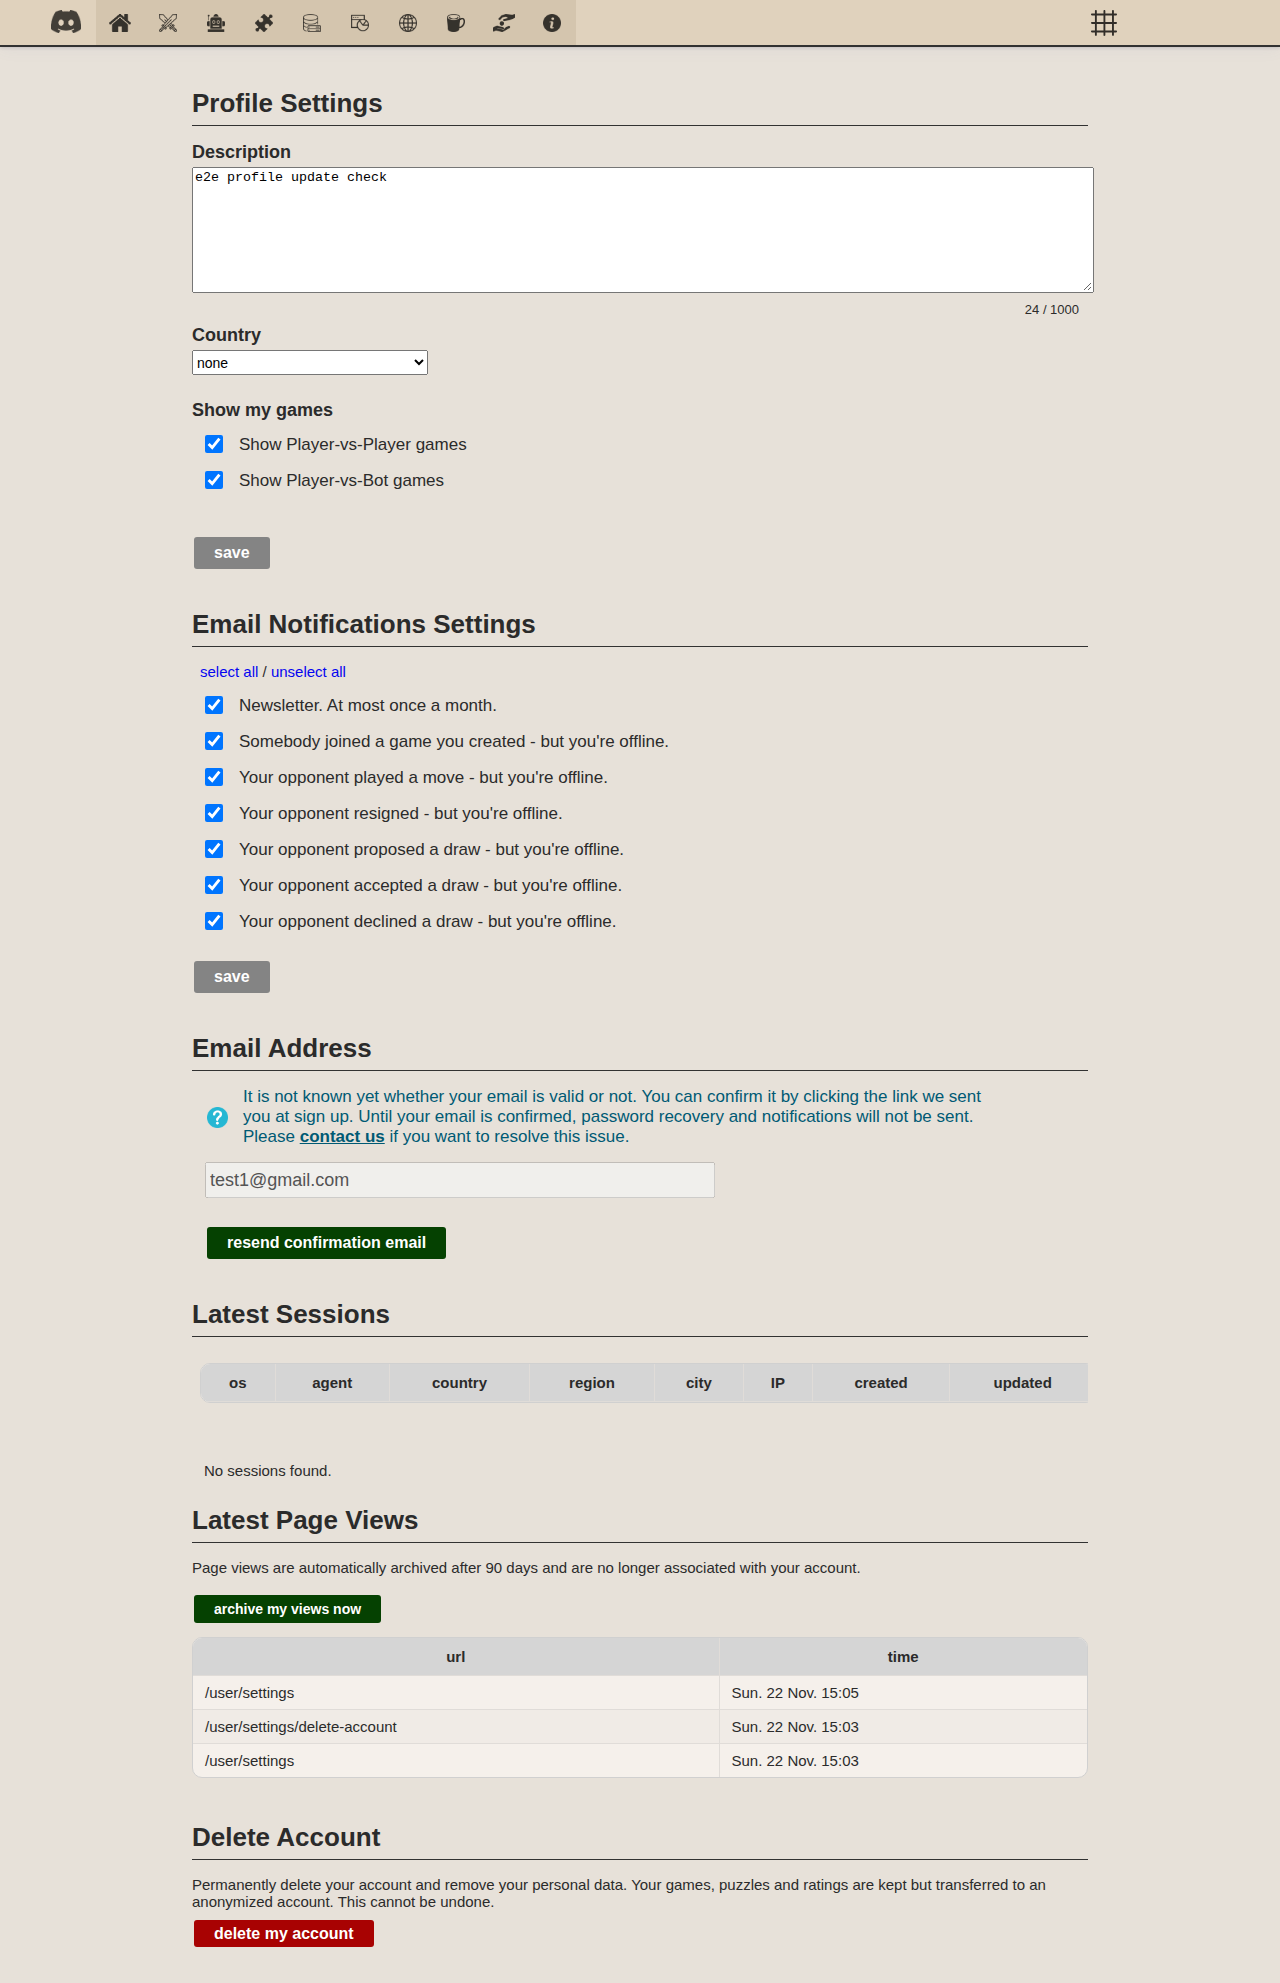 Profile Settings
Description
e2e profile update check
24 / 1000
Country
none
Show my games
Show Player-vs-Player games
Show Player-vs-Bot games
save
Email Notifications Settings
select all / unselect all
Newsletter. At most once a month.
Somebody joined a game you created - but you're offline.
Your opponent played a move - but you're offline.
Your opponent resigned - but you're offline.
Your opponent proposed a draw - but you're offline.
Your opponent accepted a draw - but you're offline.
Your opponent declined a draw - but you're offline.
save
Email Address
It is not known yet whether your email is valid or not. You can confirm it by clicking the link we sent
you at sign up. Until your email is confirmed, password recovery and notifications will not be sent.
Please contact us if you want to resolve this issue.
test1@gmail.com
resend confirmation email
Latest Sessions
os agent country region city IP created updated
No sessions found.
Latest Page Views
Page views are automatically archived after 90 days and are no longer associated with your account.
archive my views now
url time
/user/settings Sun. 22 Nov. 15:05
/user/settings/delete-account Sun. 22 Nov. 15:03
/user/settings Sun. 22 Nov. 15:03
Delete Account
Permanently delete your account and remove your personal data. Your games, puzzles and ratings are kept but transferred to an
anonymized account. This cannot be undone.
delete my account